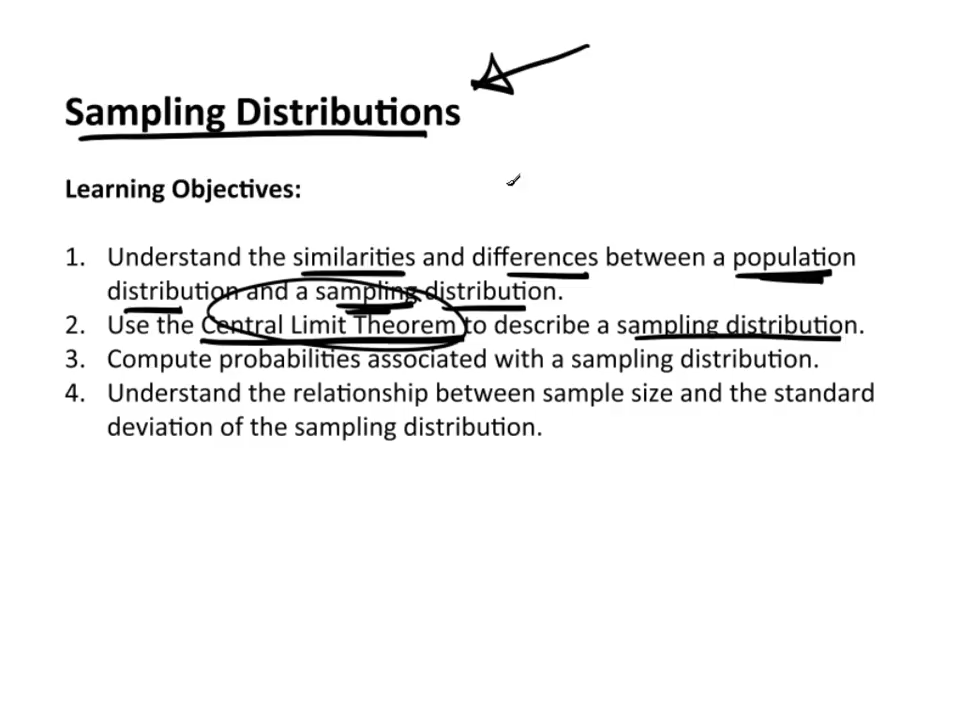 Sampling Distributions
Learning Objectives:
1. Understand the similarities and differences between a population
distribution and a sampling distribution.
2. Use the Central Limit Theorem to describe a sampling distribution.
3. Compute probabilities associated with a sampling distribution.
4. Understand the relationship between sample size and the standard
deviation of the sampling distribution.